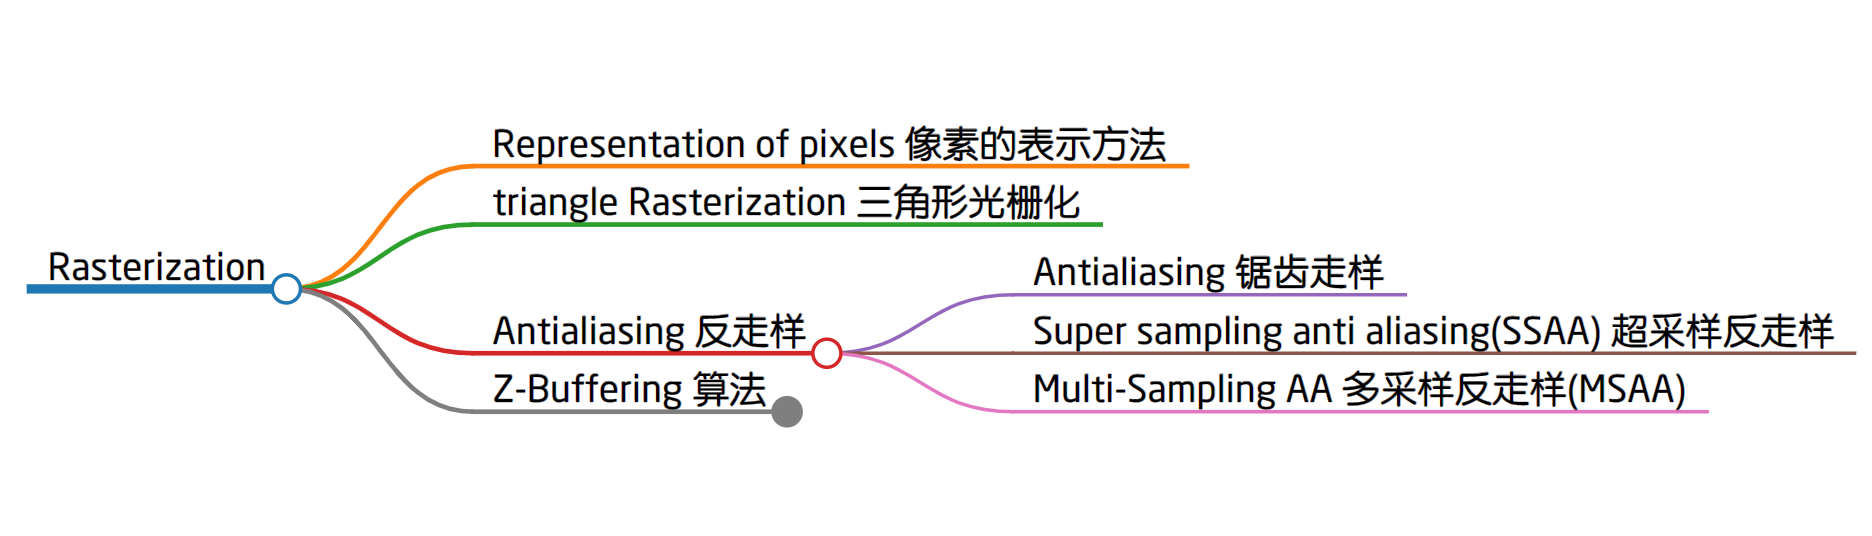 Rasterization
Representation of pixels 像素的表示方法
triangle Rasterization 三角形光栅化
Antialiasing 反走样
Z-Buffering 算法
Antialiasing 锯齿走样
Super sampling anti aliasing(SSAA) 超采样反走样
Multi-Sampling AA 多采样反走样(MSAA)